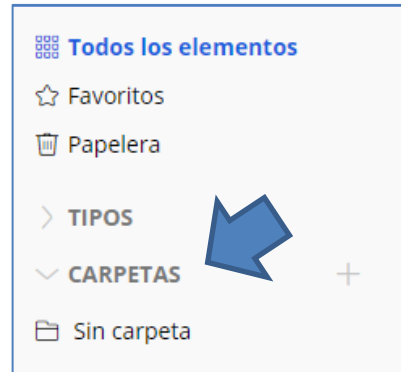 Todos los elementos
Favoritos
Papelera
TIPOS
CARPETAS
Sin carpeta